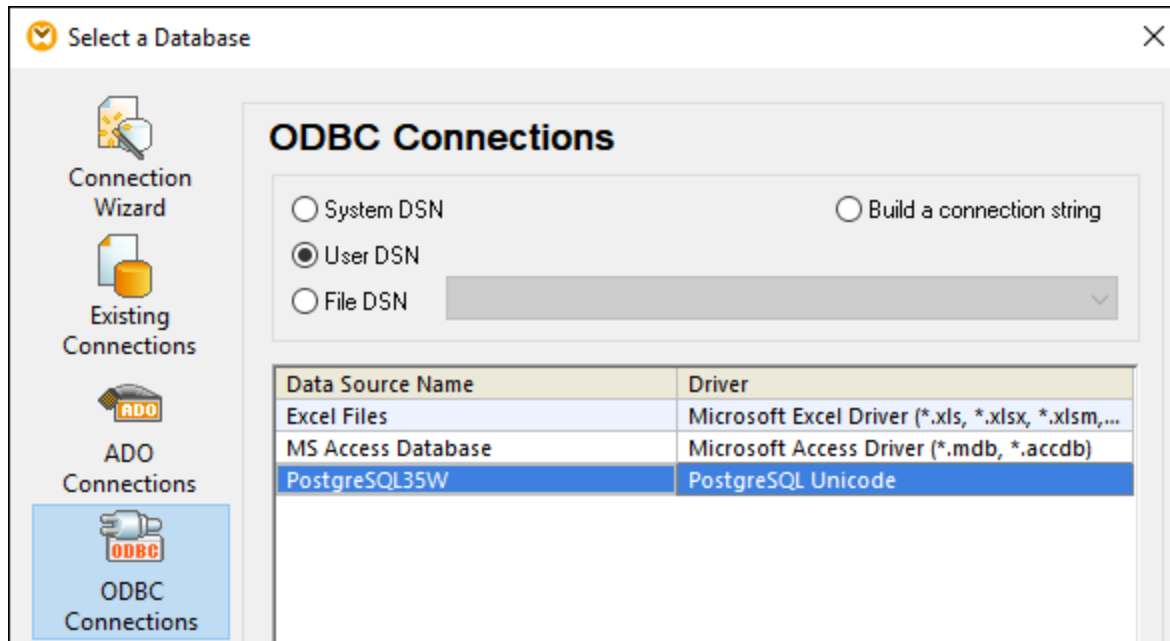 Select a Database
Connection
Wizard
Existing
Connections
ADO
ADO
Connections
ODBC
ODBC
Connections
ODBC Connections
System DSN
Build a connection string
User DSN
File DSN
Data Source Name Driver
Excel Files Microsoft Excel Driver (*.xls, *.xlsx, *.xlsm,...
MS Access Database Microsoft Access Driver (*.mdb, *.accdb)
PostgreSQL35W PostgreSQL Unicode